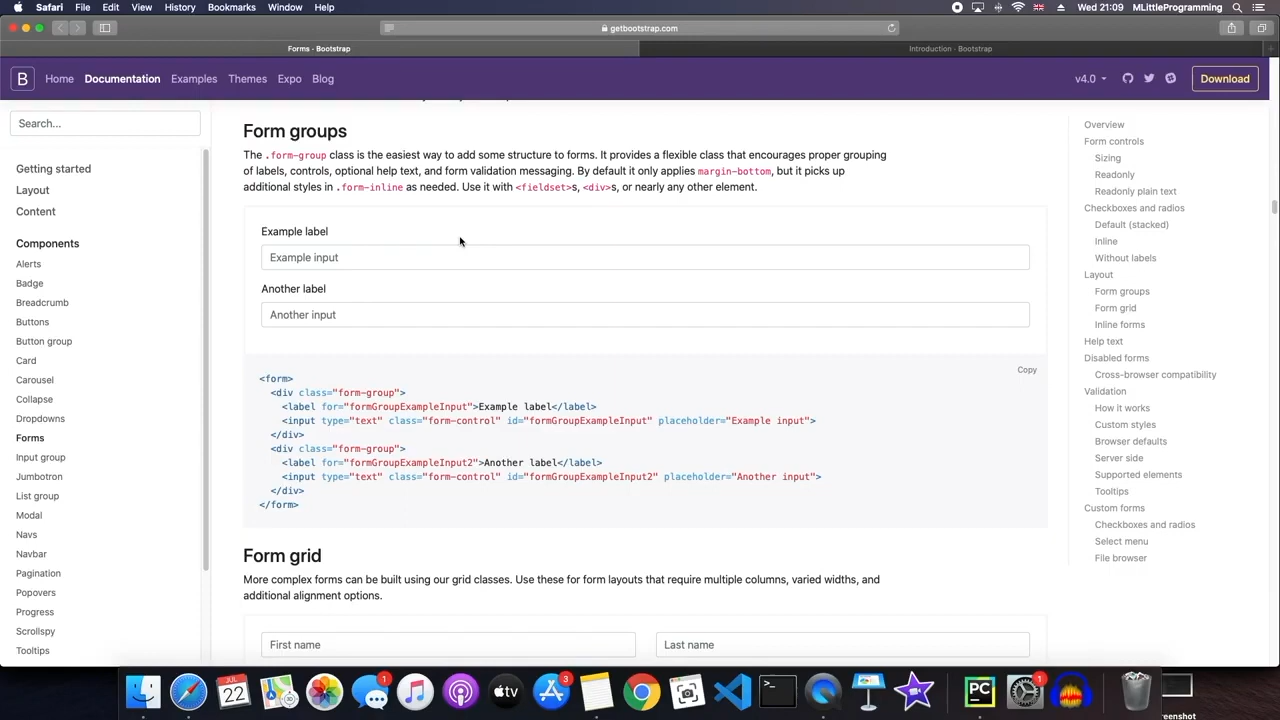 Safari File Edit View History Bookmarks Window Help
Wed 21:09 MLittleProgramming
getbootstrap.com
Forms · Bootstrap
Introduction · Bootstrap
B Home Documentation Examples Themes Expo Blog
v4.0 Download
Search...
Getting started
Layout
Content
Components
Alerts
Badge
Breadcrumb
Buttons
Button group
Card
Carousel
Collapse
Dropdowns
Forms
Input group
Jumbotron
List group
Modal
Navs
Navbar
Pagination
Popovers
Progress
Scrollspy
Tooltips
Form groups
The .form-group class is the easiest way to add some structure to forms. It provides a flexible class that encourages proper grouping
of labels, controls, optional help text, and form validation messaging. By default it only applies margin-bottom, but it picks up
additional styles in .form-inline as needed. Use it with <fieldset>s, <div>s, or nearly any other element.
Example label
Example input
Another label
Another input
Copy
<form>
<div class="form-group">
<label for="formGroupExampleInput">Example label</label>
<input type="text" class="form-control" id="formGroupExampleInput" placeholder="Example input">
</div>
<div class="form-group">
<label for="formGroupExampleInput2">Another label</label>
<input type="text" class="form-control" id="formGroupExampleInput2" placeholder="Another input">
</div>
</form>
Form grid
More complex forms can be built using our grid classes. Use these for form layouts that require multiple columns, varied widths, and
additional alignment options.
First name
Last name
Overview
Form controls
Sizing
Readonly
Readonly plain text
Checkboxes and radios
Default (stacked)
Inline
Without labels
Layout
Form groups
Form grid
Inline forms
Help text
Disabled forms
Cross-browser compatibility
Validation
How it works
Custom styles
Browser defaults
Server side
Supported elements
Tooltips
Custom forms
Checkboxes and radios
Select menu
File browser
JUL
22
1
tv
3
>_
PC
1
reenshot